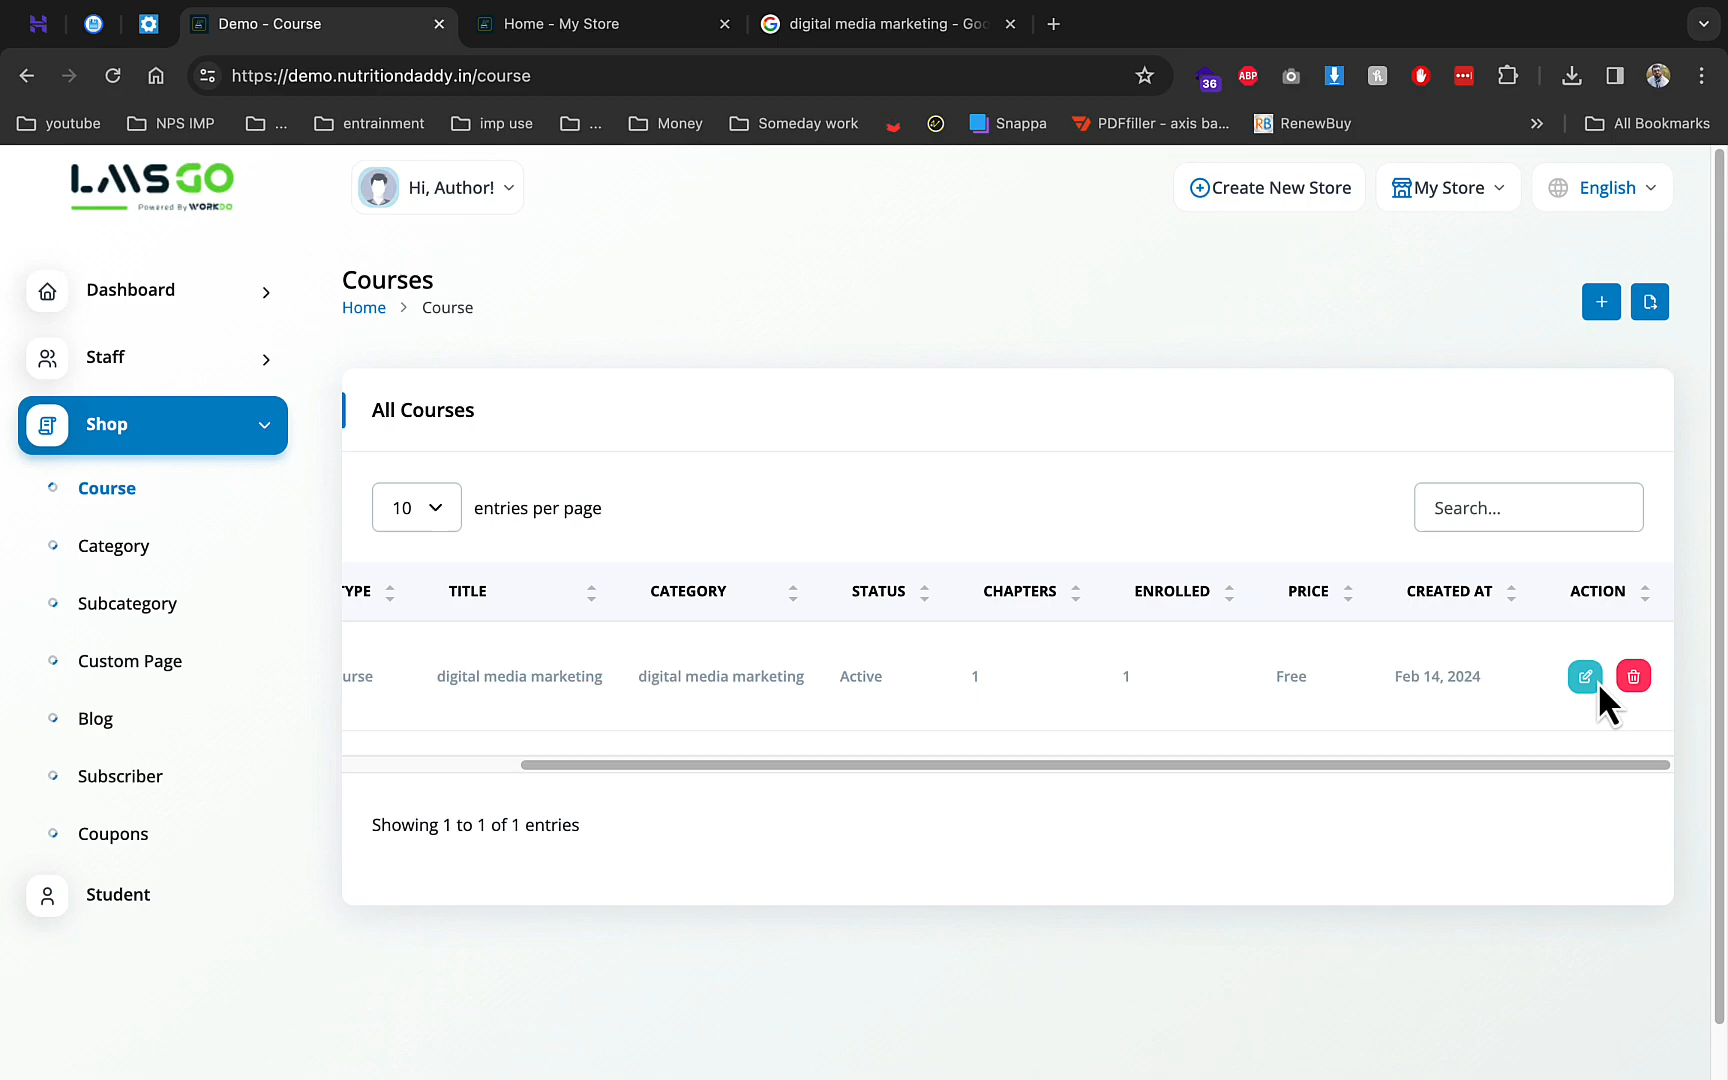 Demo - Course
Home - My Store
digital media marketing - Goo
https://demo.nutritiondaddy.in/course
36
ABP
youtube
NPS IMP
...
entrainment
imp use
...
Money
Someday work
Snappa
PDFfiller - axis ba...
RB RenewBuy
All Bookmarks
LMS GO
Powered By WORKDO
Hi, Author!
Create New Store
My Store
English
Dashboard
Staff
Shop
Course
Category
Subcategory
Custom Page
Blog
Subscriber
Coupons
Student
Courses
Home > Course
All Courses
10 entries per page
Search...
YPE TITLE CATEGORY STATUS CHAPTERS ENROLLED PRICE CREATED AT ACTION
urse digital media marketing digital media marketing Active 1 1 Free Feb 14, 2024
Showing 1 to 1 of 1 entries